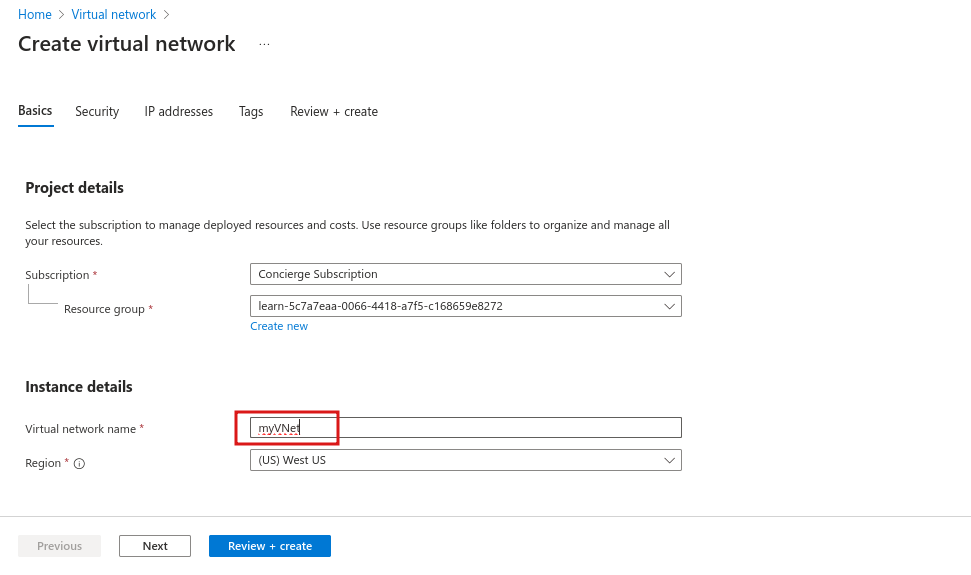 Home > Virtual network >
Create virtual network ...
Basics Security IP addresses Tags Review + create
Project details
Select the subscription to manage deployed resources and costs. Use resource groups like folders to organize and manage all
your resources.
Subscription * Concierge Subscription
Resource group * learn-5c7a7eaa-0066-4418-a7f5-c168659e8272
Create new
Instance details
Virtual network name * myVNet
Region * (US) West US
Previous Next Review + create